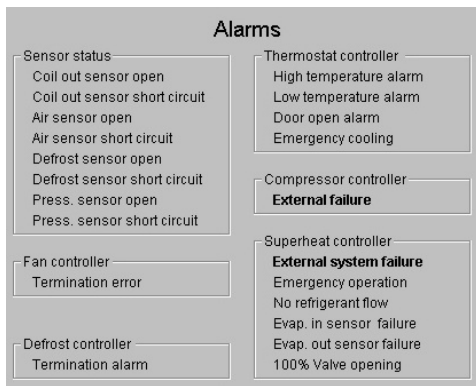 Alarms
Sensor status
Coil out sensor open
Coil out sensor short circuit
Air sensor open
Air sensor short circuit
Defrost sensor open
Defrost sensor short circuit
Press. sensor open
Press. sensor short circuit
Fan controller
Termination error
Defrost controller
Termination alarm
Thermostat controller
High temperature alarm
Low temperature alarm
Door open alarm
Emergency cooling
Compressor controller
External failure
Superheat controller
External system failure
Emergency operation
No refrigerant flow
Evap. in sensor failure
Evap. out sensor failure
100% Valve opening